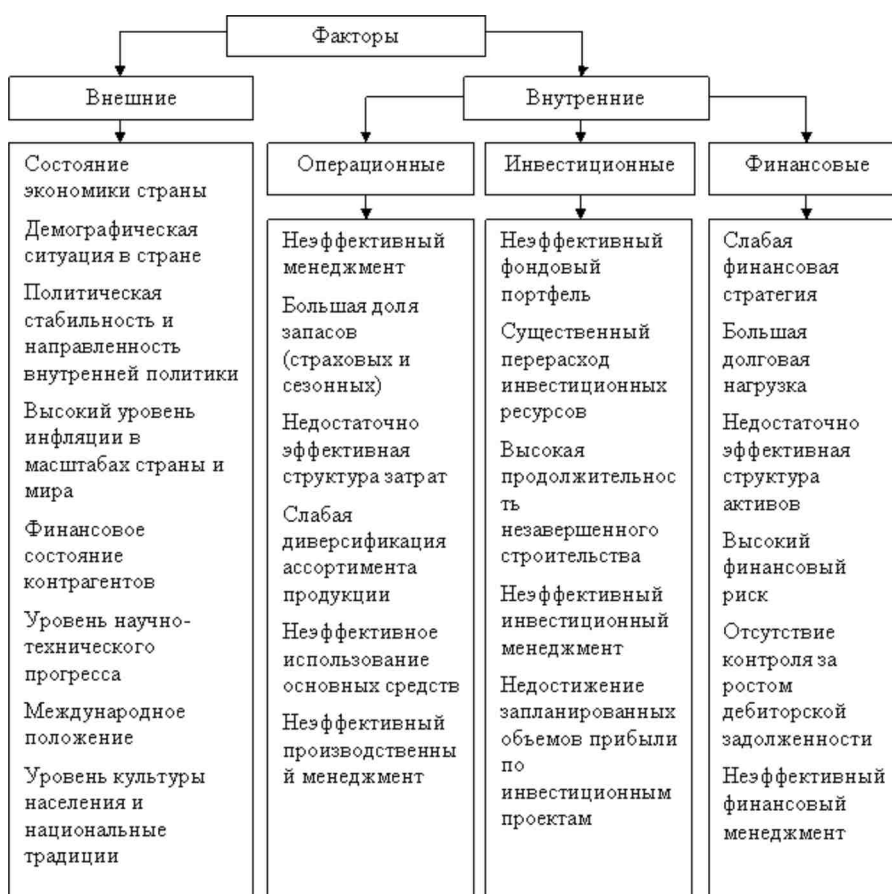 Факторы
Внешние
Внутренние
Состояние
экономики страны
Демографическая
ситуация в стране
Политическая
стабильность и
направленность
внутренней политики
Высокий уровень
инфляции в
масштабах страны и
мира
Финансовое
состояние
контрагентов
Уровень научно-
технического
прогресса
Международное
положение
Уровень культуры
населения и
национальные
традиции
Операционные
Неэффективный
менеджмент
Большая доля
запасов
(страховых и
сезонных)
Недостаточно
эффективная
структура затрат
Слабая
диверсификация
ассортимента
продукции
Неэффективное
использование
основных средств
Неэффективный
производственны
й менеджмент
Инвестиционные
Неэффективный
фондовый
портфель
Существенный
перерасход
инвестиционных
ресурсов
Высокая
продолжительнос
ть
незавершенного
строительства
Неэффективный
инвестиционный
менеджмент
Недостижение
запланированных
объемов прибыли
по
инвестиционным
проектам
Финансовые
Слабая
финансовая
стратегия
Большая
долговая
нагрузка
Недостаточно
эффективная
структура
активов
Высокий
финансовый
риск
Отсутствие
контроля за
ростом
дебиторской
задолженности
Неэффективный
финансовый
менеджмент